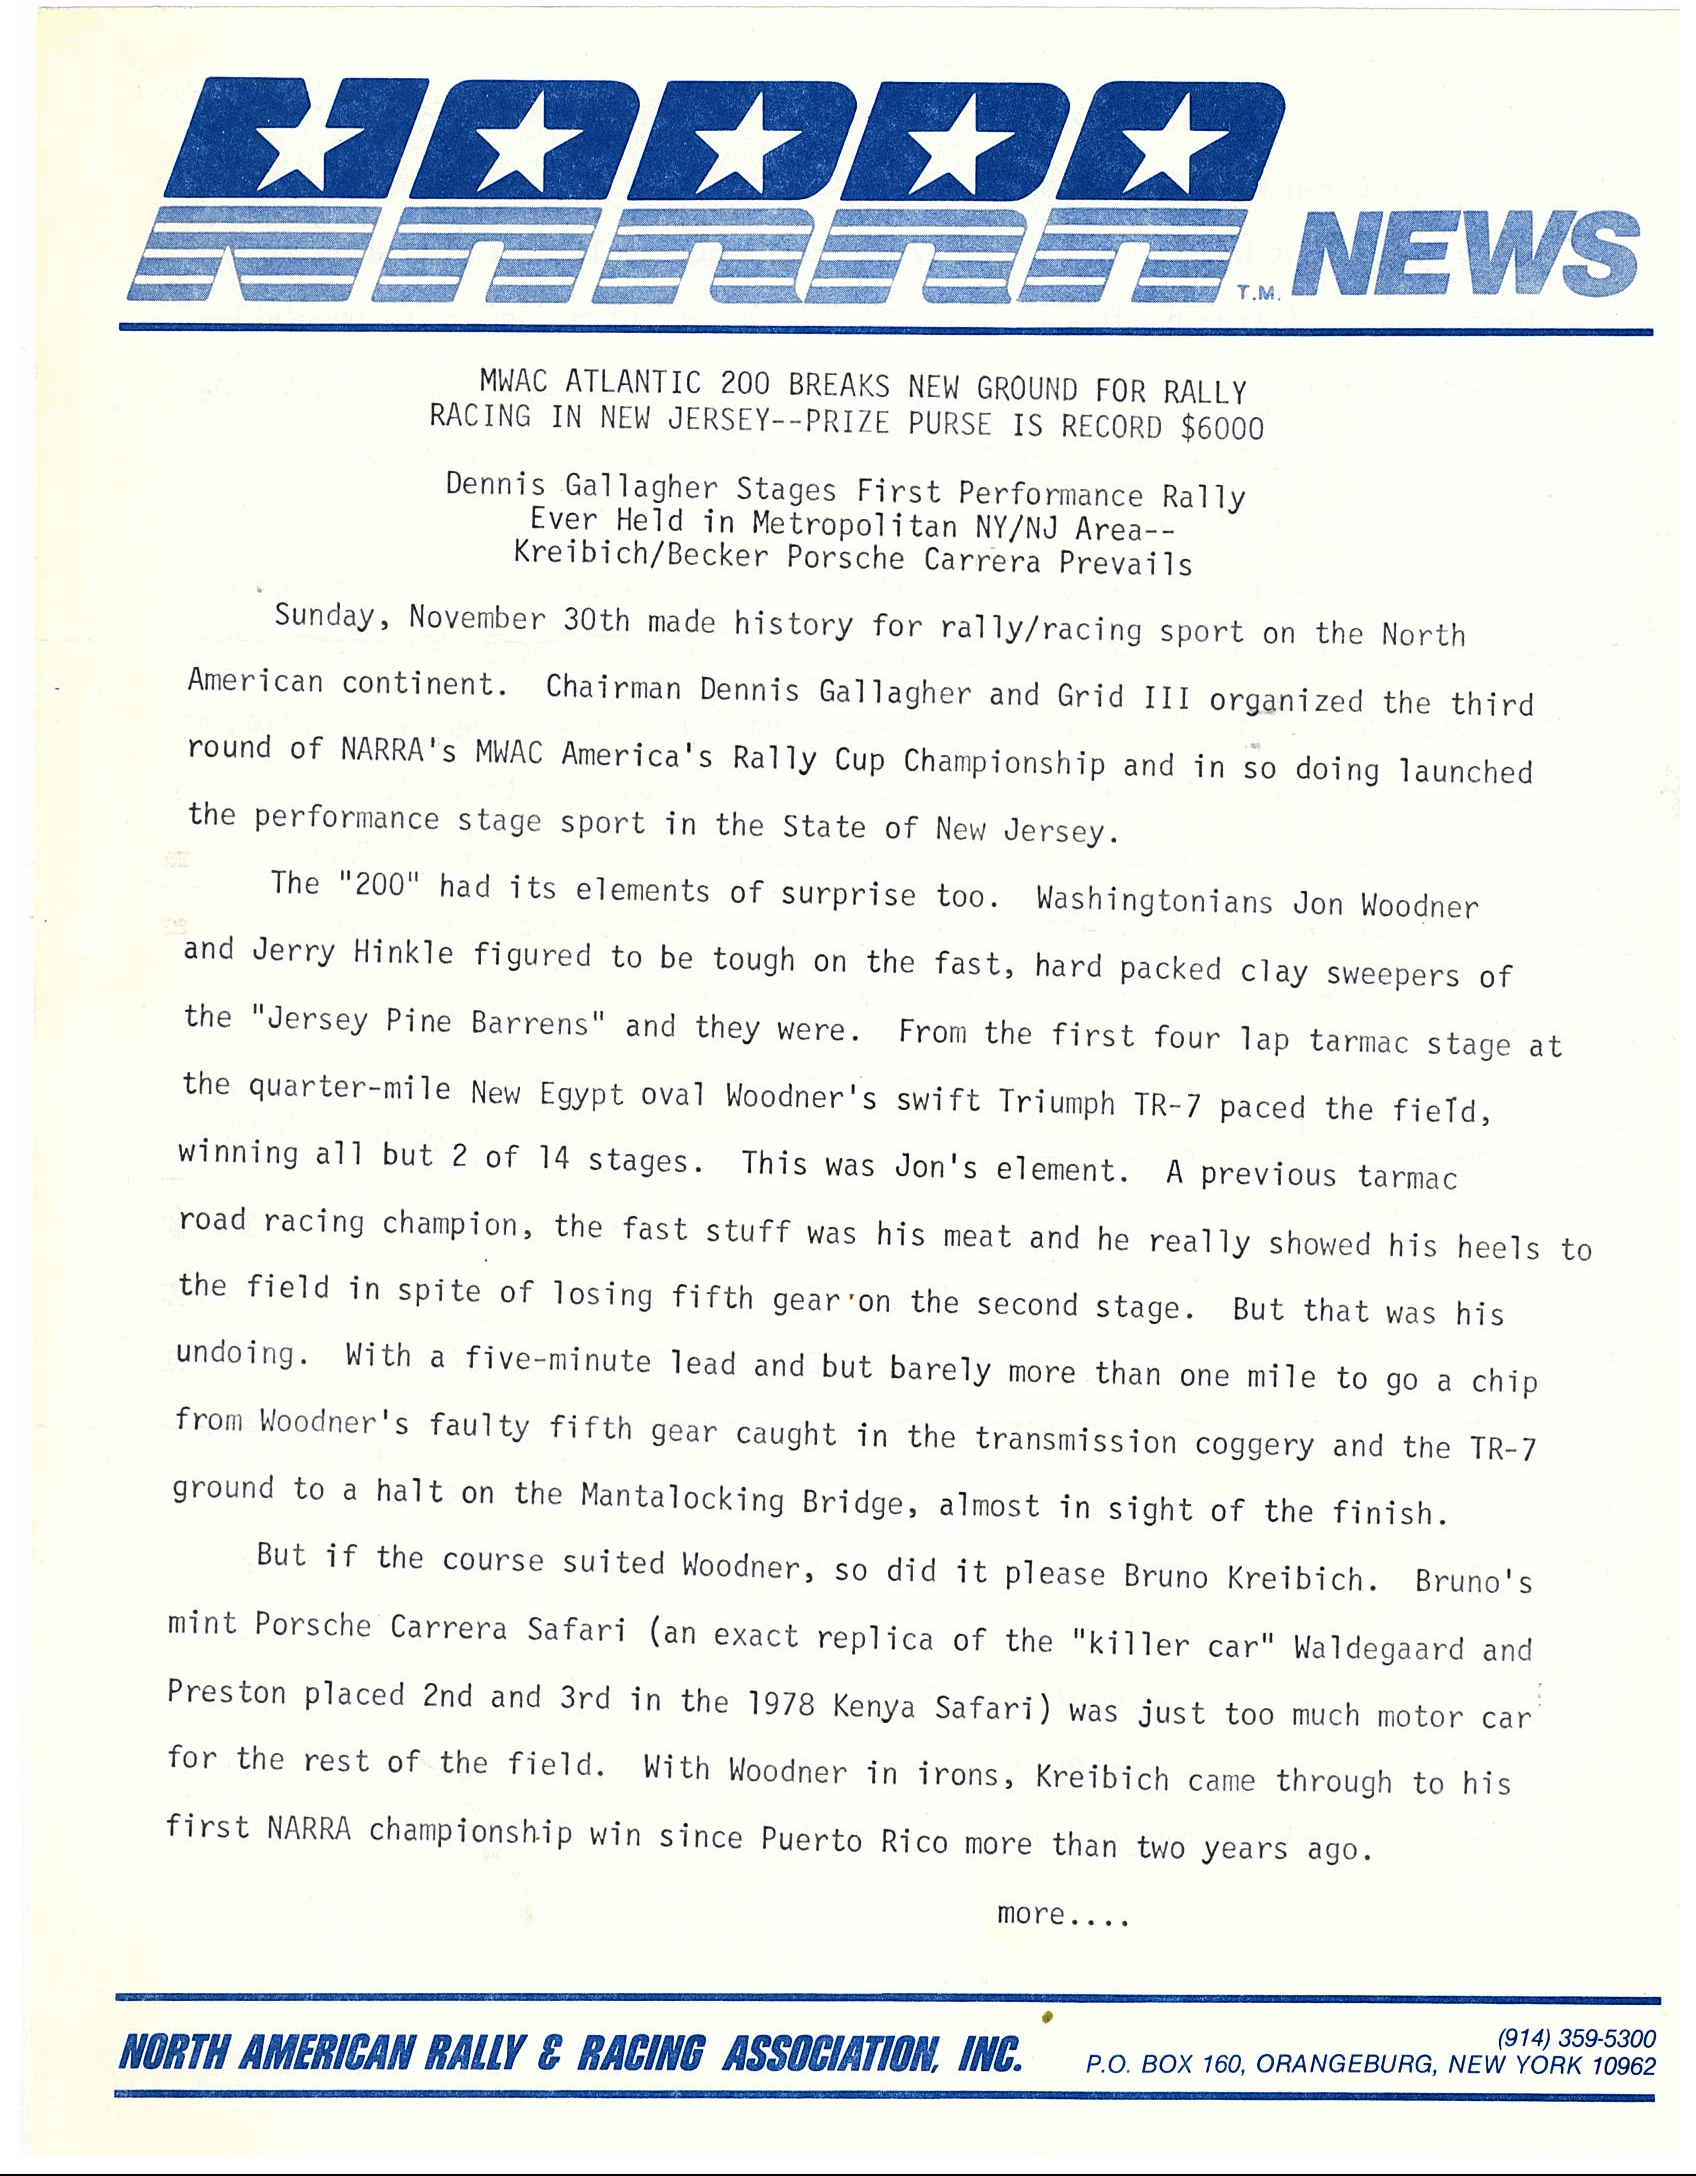 NARRA T.M. NEWS
MWAC ATLANTIC 200 BREAKS NEW GROUND FOR RALLY
RACING IN NEW JERSEY--PRIZE PURSE IS RECORD $6000
Dennis Gallagher Stages First Performance Rally
Ever Held in Metropolitan NY/NJ Area--
Kreibich/Becker Porsche Carrera Prevails
Sunday, November 30th made history for rally/racing sport on the North
American continent. Chairman Dennis Gallagher and Grid III organized the third
round of NARRA's MWAC America's Rally Cup Championship and in so doing launched
the performance stage sport in the State of New Jersey.
The "200" had its elements of surprise too. Washingtonians Jon Woodner
and Jerry Hinkle figured to be tough on the fast, hard packed clay sweepers of
the "Jersey Pine Barrens" and they were. From the first four lap tarmac stage at
the quarter-mile New Egypt oval Woodner's swift Triumph TR-7 paced the field,
winning all but 2 of 14 stages. This was Jon's element. A previous tarmac
road racing champion, the fast stuff was his meat and he really showed his heels to
the field in spite of losing fifth gear on the second stage. But that was his
undoing. With a five-minute lead and but barely more than one mile to go a chip
from Woodner's faulty fifth gear caught in the transmission coggery and the TR-7
ground to a halt on the Mantalocking Bridge, almost in sight of the finish.
But if the course suited Woodner, so did it please Bruno Kreibich. Bruno's
mint Porsche Carrera Safari (an exact replica of the "killer car" Waldegaard and
Preston placed 2nd and 3rd in the 1978 Kenya Safari) was just too much motor car
for the rest of the field. With Woodner in irons, Kreibich came through to his
first NARRA championship win since Puerto Rico more than two years ago.
more....
NORTH AMERICAN RALLY & RACING ASSOCIATION, INC.
(914) 359-5300
P.O. BOX 160, ORANGEBURG, NEW YORK 10962